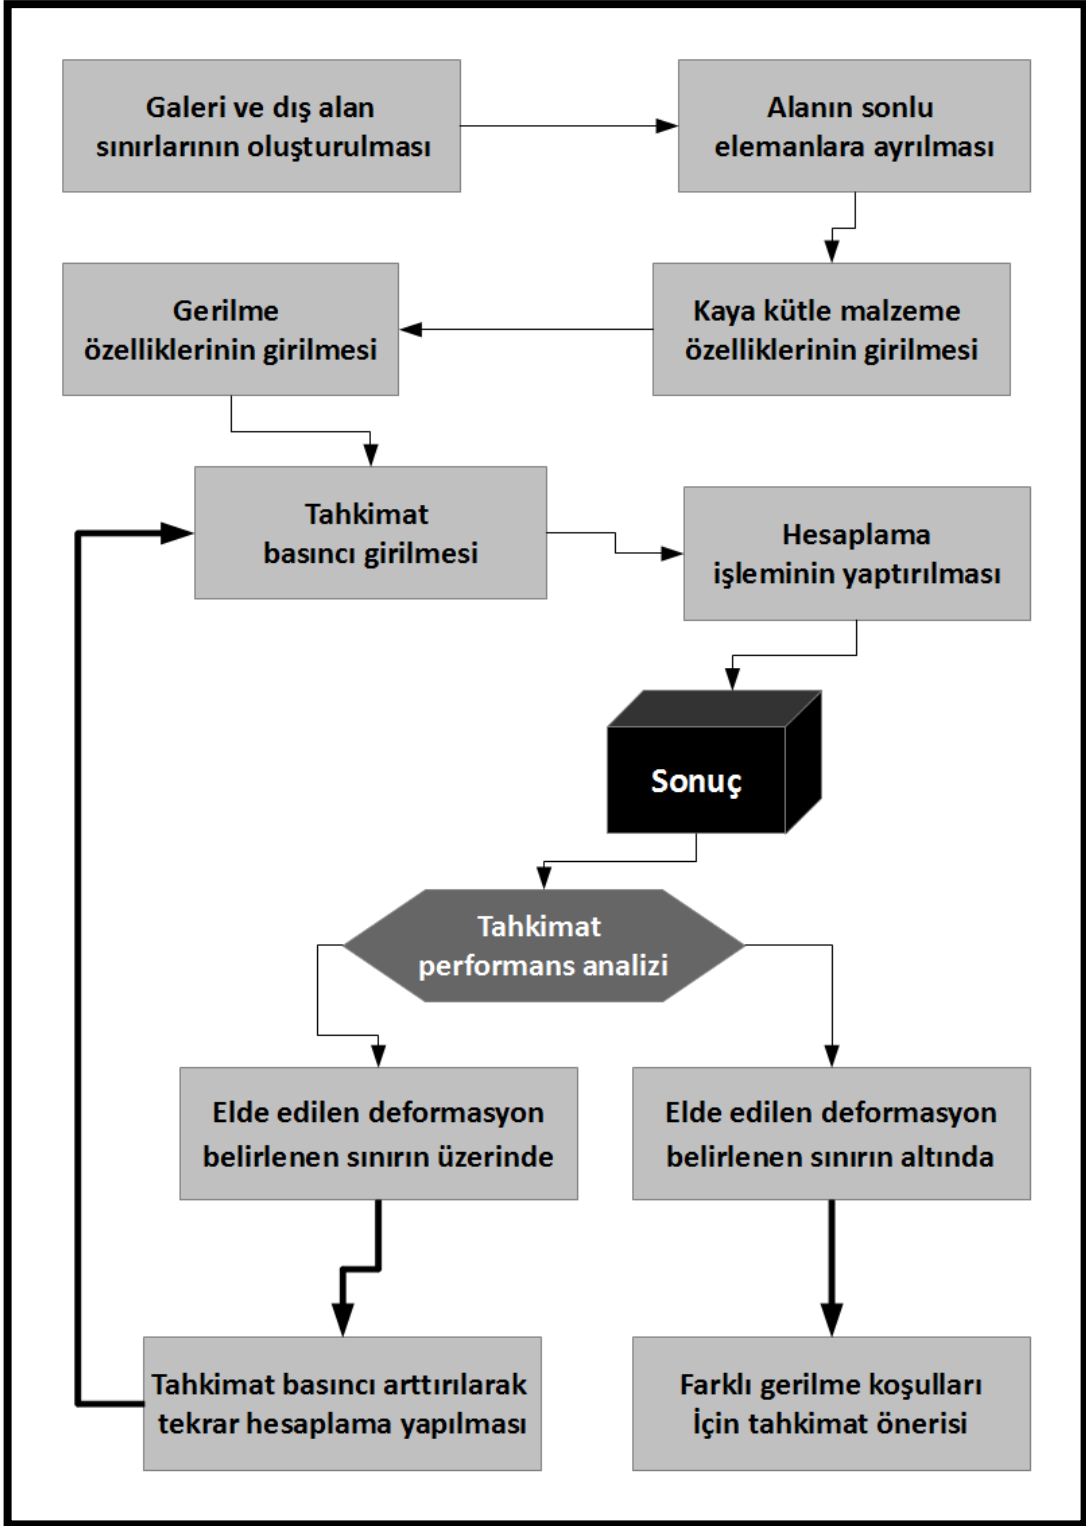 Galeri ve dış alan
sınırlarının oluşturulması
Alanın sonlu
elemanlara ayrılması
Gerilme
özelliklerinin girilmesi
Kaya kütle malzeme
özelliklerinin girilmesi
Tahkimat
basıncı girilmesi
Hesaplama
işleminin yaptırılması
Sonuç
Tahkimat
performans analizi
Elde edilen deformasyon
belirlenen sınırın üzerinde
Elde edilen deformasyon
belirlenen sınırın altında
Tahkimat basıncı arttırılarak
tekrar hesaplama yapılması
Farklı gerilme koşulları
İçin tahkimat önerisi